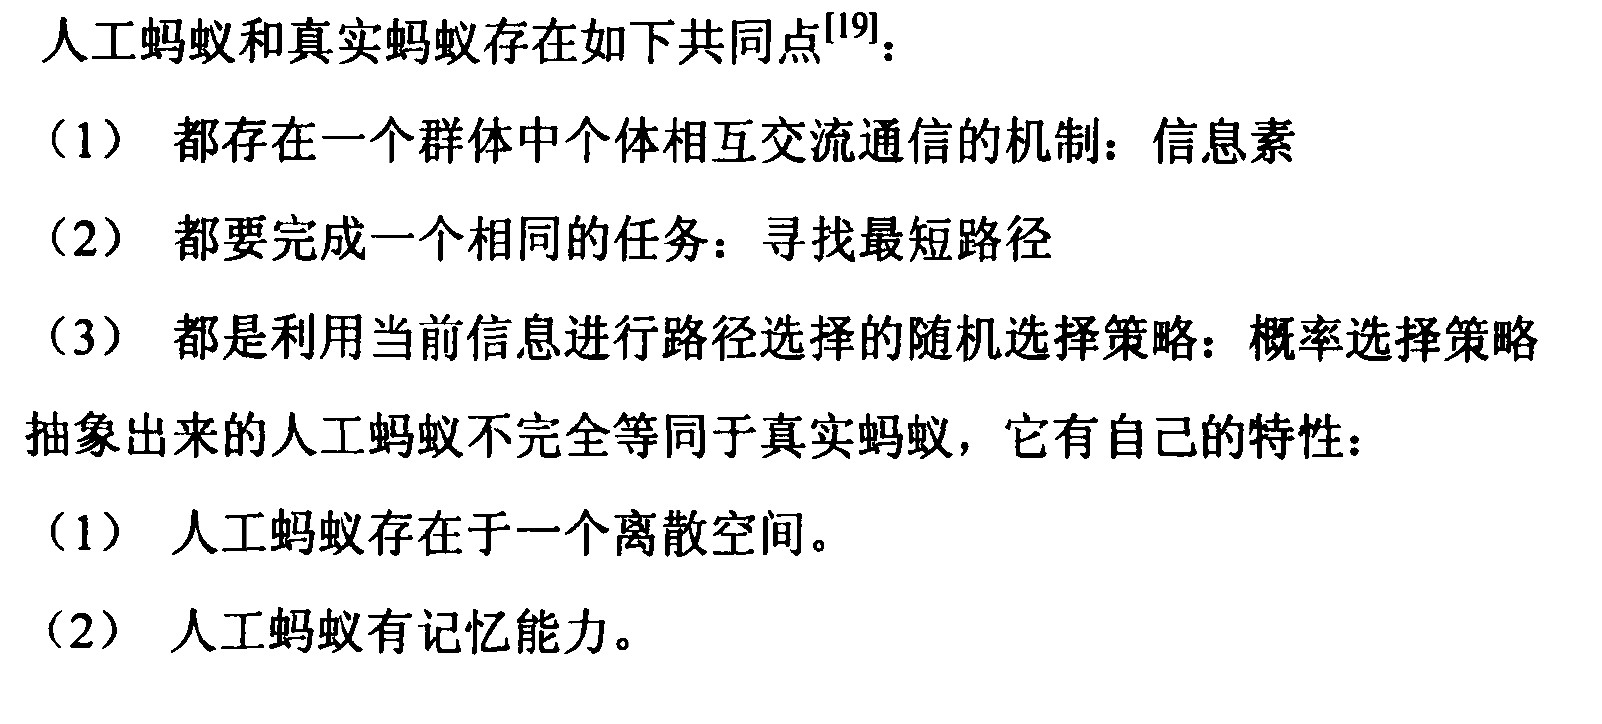 人工蚂蚁和真实蚂蚁存在如下共同点[19]：
（1） 都存在一个群体中个体相互交流通信的机制：信息素
（2） 都要完成一个相同的任务：寻找最短路径
（3） 都是利用当前信息进行路径选择的随机选择策略：概率选择策略
抽象出来的人工蚂蚁不完全等同于真实蚂蚁，它有自己的特性：
（1） 人工蚂蚁存在于一个离散空间。
（2） 人工蚂蚁有记忆能力。